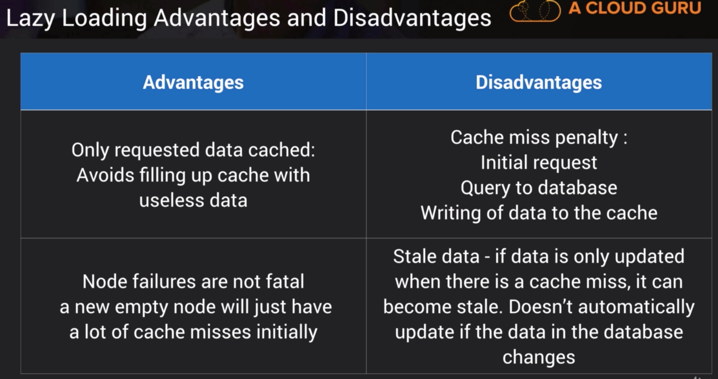 Lazy Loading Advantages and Disadvantages
A CLOUD GURU
Advantages
Disadvantages
Only requested data cached:
Avoids filling up cache with
useless data
Cache miss penalty :
Initial request
Query to database
Writing of data to the cache
Node failures are not fatal
a new empty node will just have
a lot of cache misses initially
Stale data - if data is only updated
when there is a cache miss, it can
become stale. Doesn’t automatically
update if the data in the database
changes